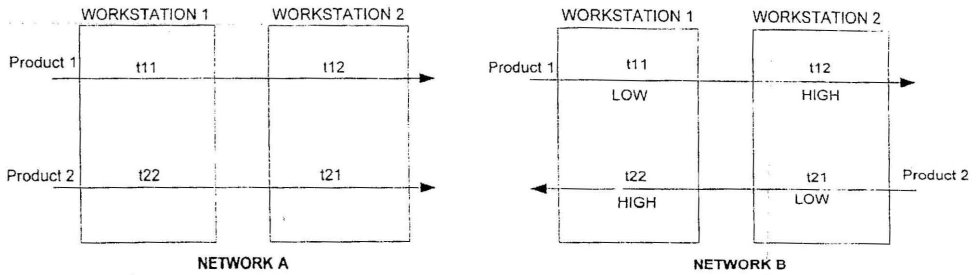 WORKSTATION 1 WORKSTATION 2
Product 1 t11 t12
Product 2 t22 t21
NETWORK A
WORKSTATION 1 WORKSTATION 2
Product 1 t11 t12
LOW HIGH
t22 t21 Product 2
HIGH LOW
NETWORK B